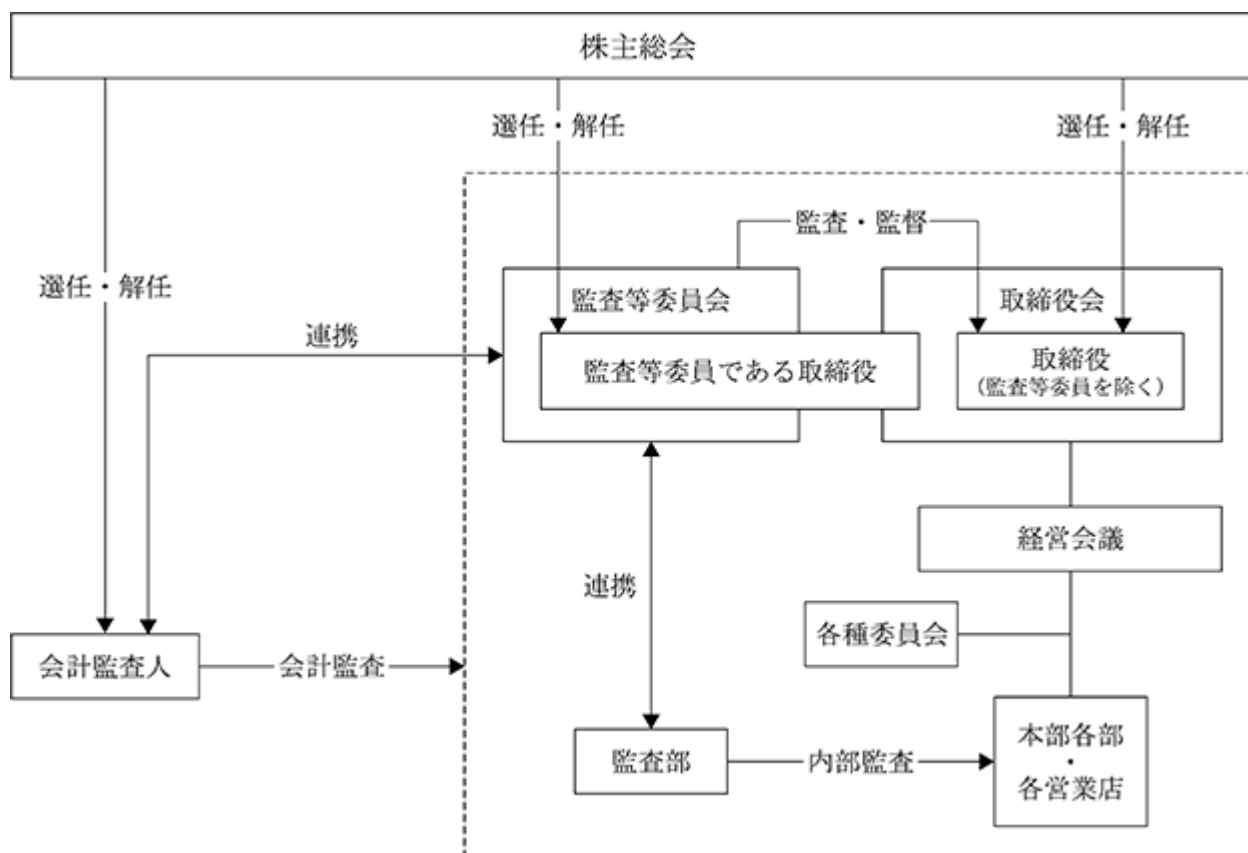 株主総会
選任・解任
選任・解任
監査・監督
選任・解任
監査等委員会
取締役会
連携
監査等委員である取締役
取締役
（監査等委員を除く）
経営会議
連携
各種委員会
会計監査人
会計監査
本部各部
・
各営業店
監査部
内部監査